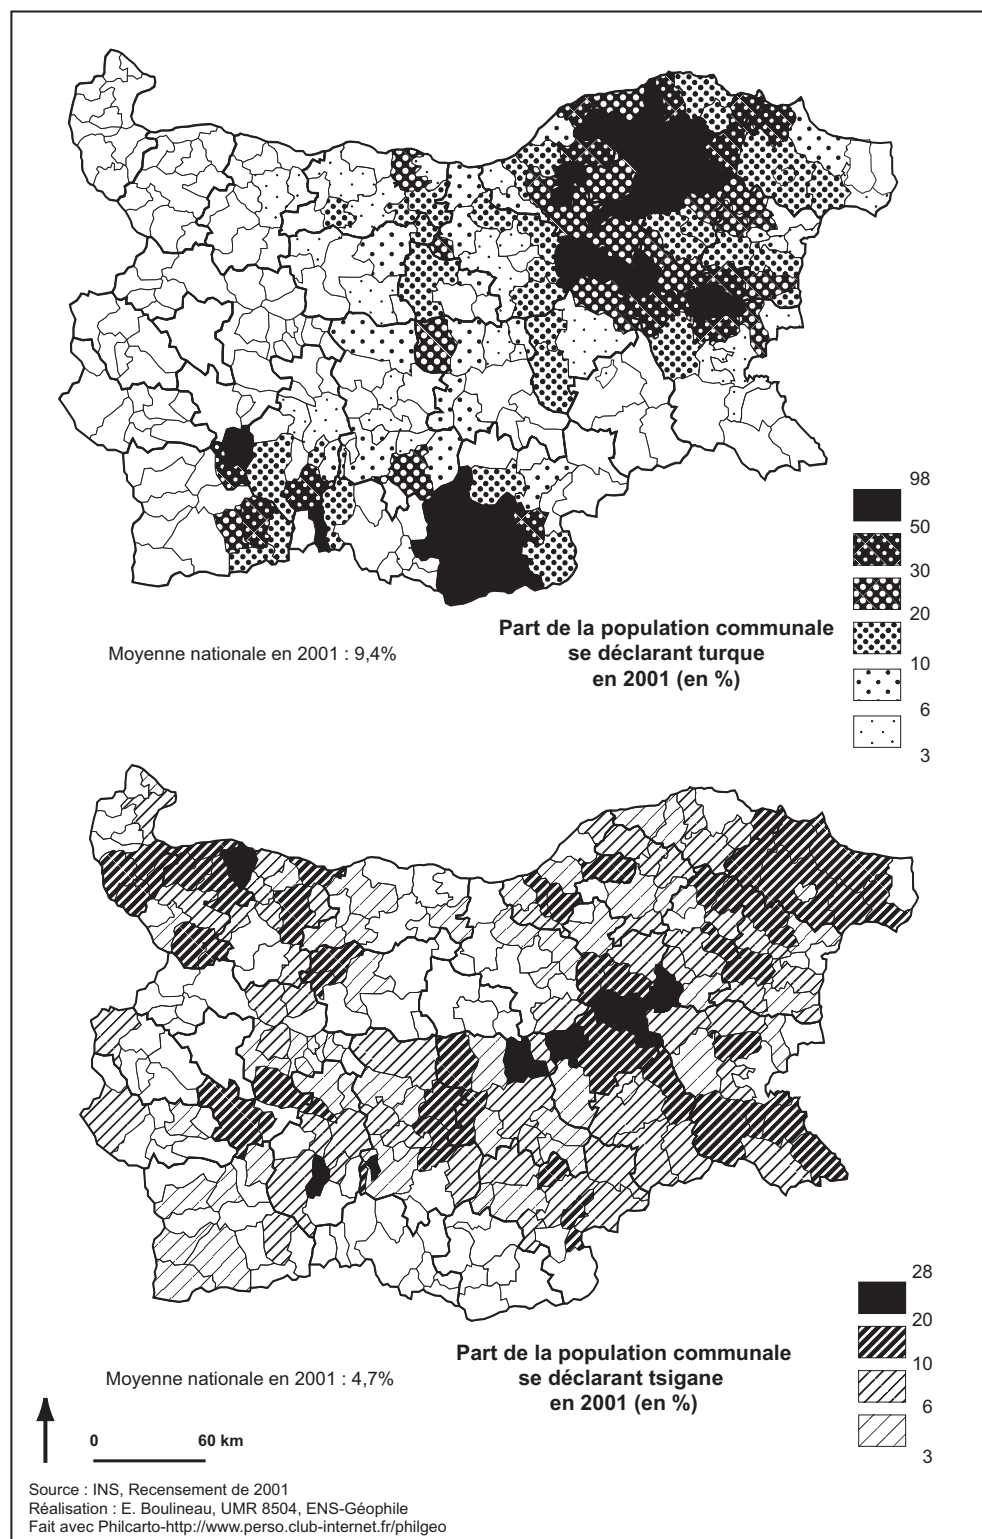 98
50
30
20
10
6
3
Part de la population communale
se déclarant turque
en 2001 (en %)
Moyenne nationale en 2001 : 9,4%
28
20
10
6
3
Part de la population communale
se déclarant tsigane
en 2001 (en %)
Moyenne nationale en 2001 : 4,7%
0 60 km
Source : INS, Recensement de 2001
Réalisation : E. Boulineau, UMR 8504, ENS-Géophile
Fait avec Philcarto-http://www.perso.club-internet.fr/philgeo